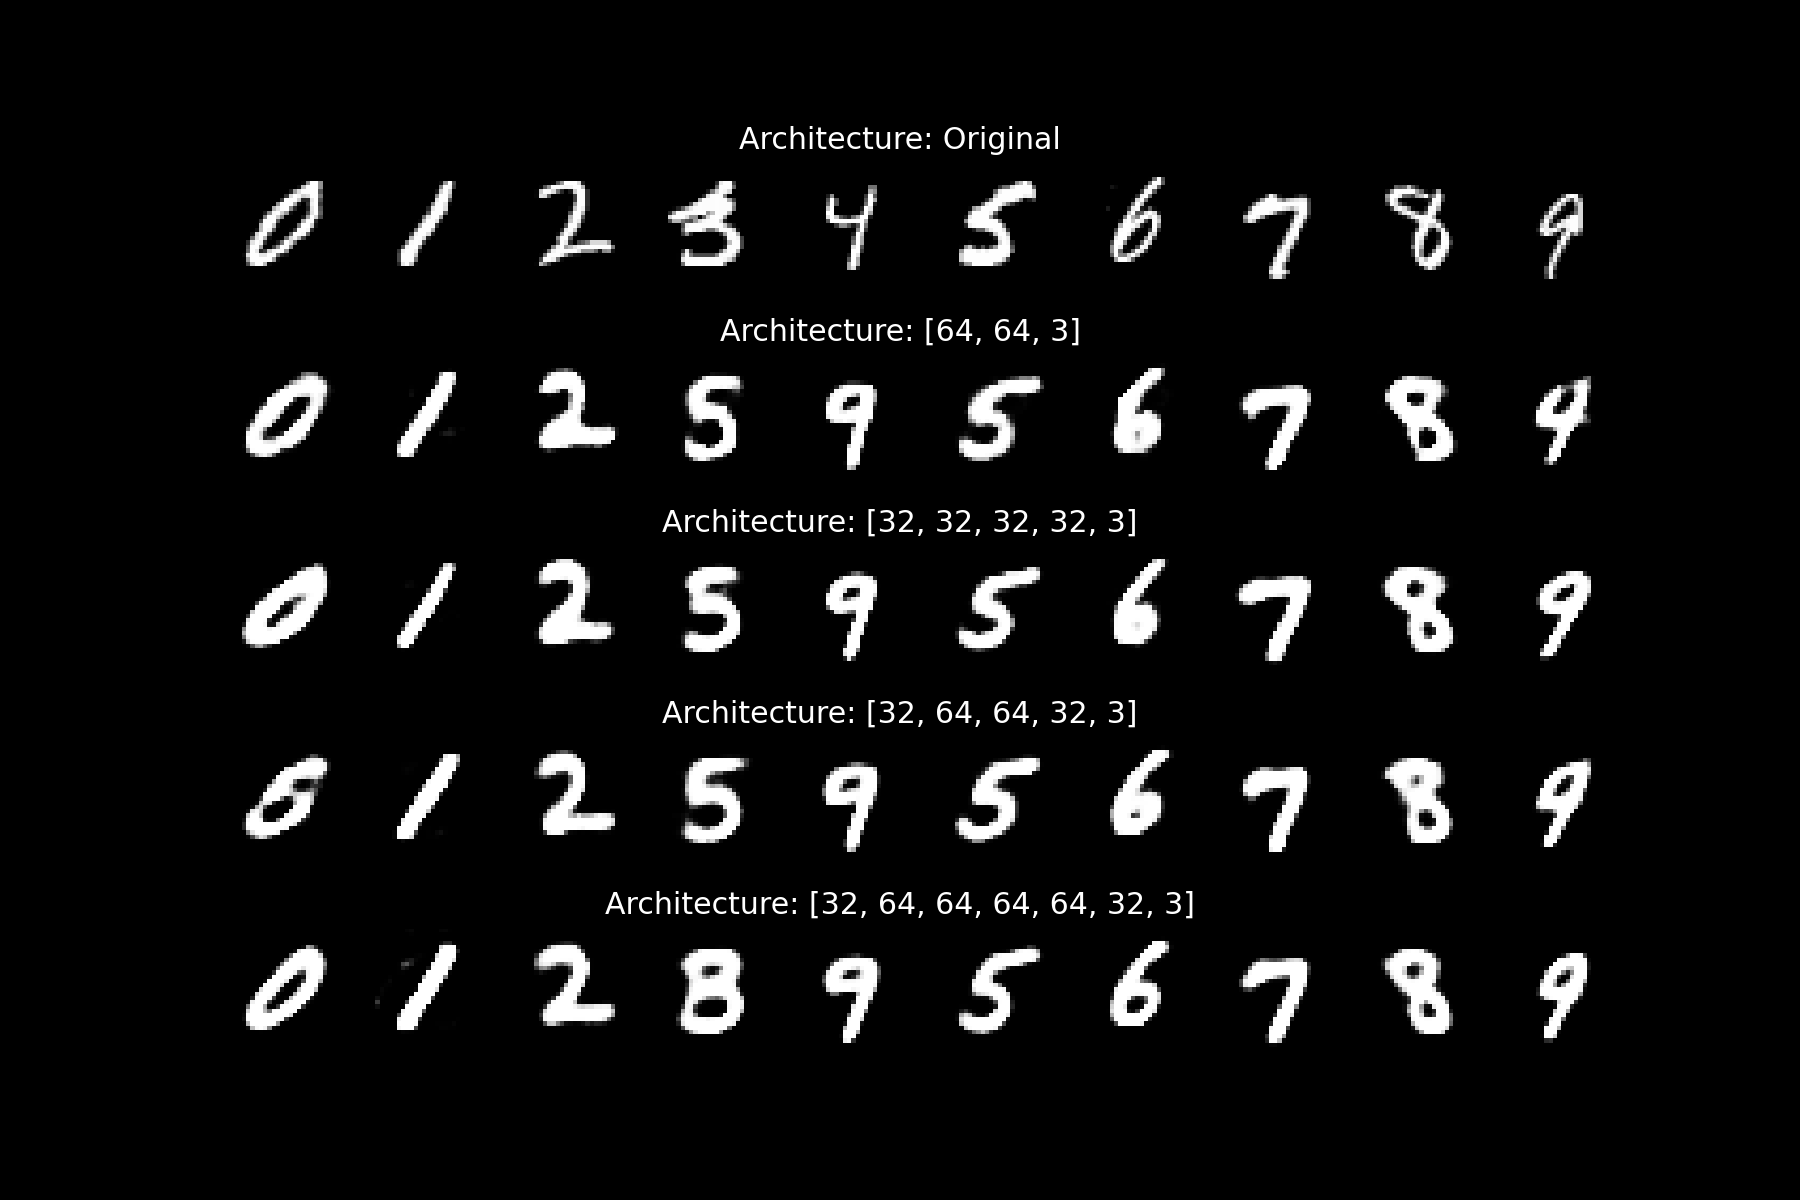 Architecture: Original
0 1 2 3 4 5 6 7 8 9
Architecture: [64, 64, 3]
0 1 2 5 9 5 6 7 8 4
Architecture: [32, 32, 32, 32, 3]
0 1 2 5 9 5 6 7 8 9
Architecture: [32, 64, 64, 32, 3]
1 2 5 9 5 6 7 8 9
Architecture: [32, 64, 64, 64, 64, 32, 3]
0 1 2 8 9 5 6 7 8 9